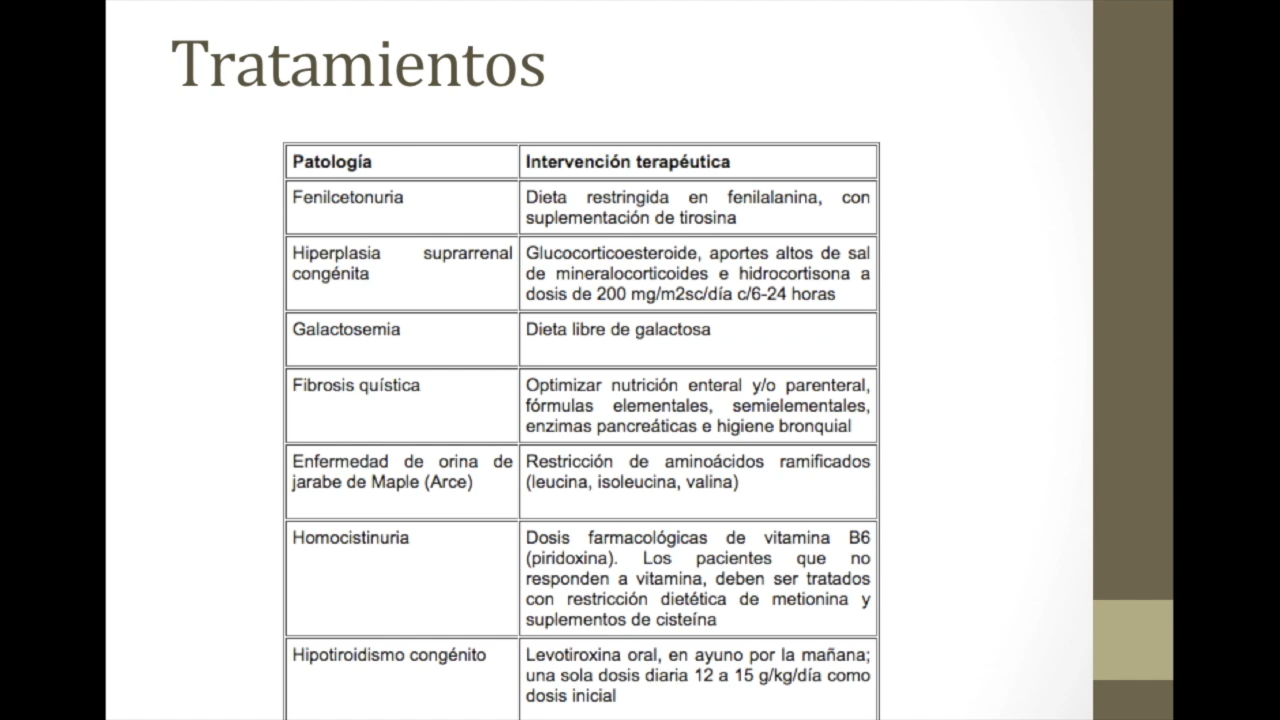 Tratamientos
Patología Intervención terapéutica
Fenilcetonuria Dieta restringida en fenilalanina, con
suplementación de tirosina
Hiperplasia suprarrenal Glucocorticoesteroide, aportes altos de sal
congénita de mineralocorticoides e hidrocortisona a
dosis de 200 mg/m2sc/día c/6-24 horas
Galactosemia Dieta libre de galactosa
Fibrosis quística Optimizar nutrición enteral y/o parenteral,
fórmulas elementales, semielementales,
enzimas pancreáticas e higiene bronquial
Enfermedad de orina de Restricción de aminoácidos ramificados
jarabe de Maple (Arce) (leucina, isoleucina, valina)
Homocistinuria Dosis farmacológicas de vitamina B6
(piridoxina). Los pacientes que no
responden a vitamina, deben ser tratados
con restricción dietética de metionina y
suplementos de cisteína
Hipotiroidismo congénito Levotiroxina oral, en ayuno por la mañana;
una sola dosis diaria 12 a 15 g/kg/día como
dosis inicial